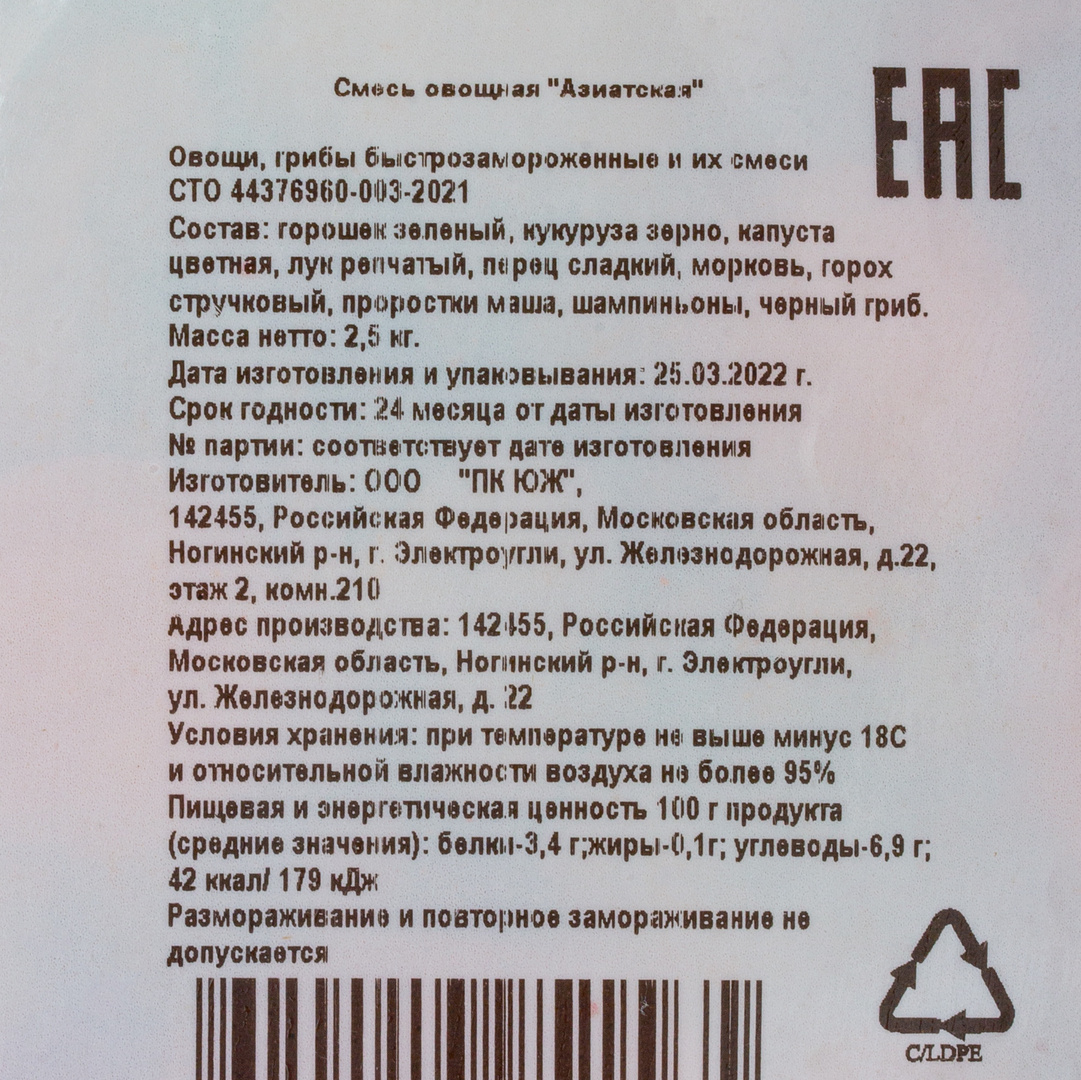 Смесь овощная "Азиатская"
EAC
Овощи, грибы быстрозамороженные и их смеси
СТО 44376960-003-2021
Состав: горошек зеленый, кукуруза зерно, капуста
цветная, лук репчатый, перец сладкий, морковь, горох
стручковый, проростки маша, шампиньоны, черный гриб.
Масса нетто: 2,5 кг.
Дата изготовления и упаковывания: 25.03.2022 г.
Срок годности: 24 месяца от даты изготовления
№ партии: соответствует дате изготовления
Изготовитель: ООО "ПК ЮЖ",
142455, Российская Федерация, Московская область,
Ногинский р-н, г. Электроугли, ул. Железнодорожная, д.22,
этаж 2, комн.210
Адрес производства: 142455, Российская Федерация,
Московская область, Ногинский р-н, г. Электроугли,
ул. Железнодорожная, д. 22
Условия хранения: при температуре не выше минус 18С
и относительной влажности воздуха не более 95%
Пищевая и энергетическая ценность 100 г продукта
(средние значения): белки-3,4 г;жиры-0,1г; углеводы-6,9 г;
42 ккал/ 179 кДж
Размораживание и повторное замораживание не
допускается
C/LDPE